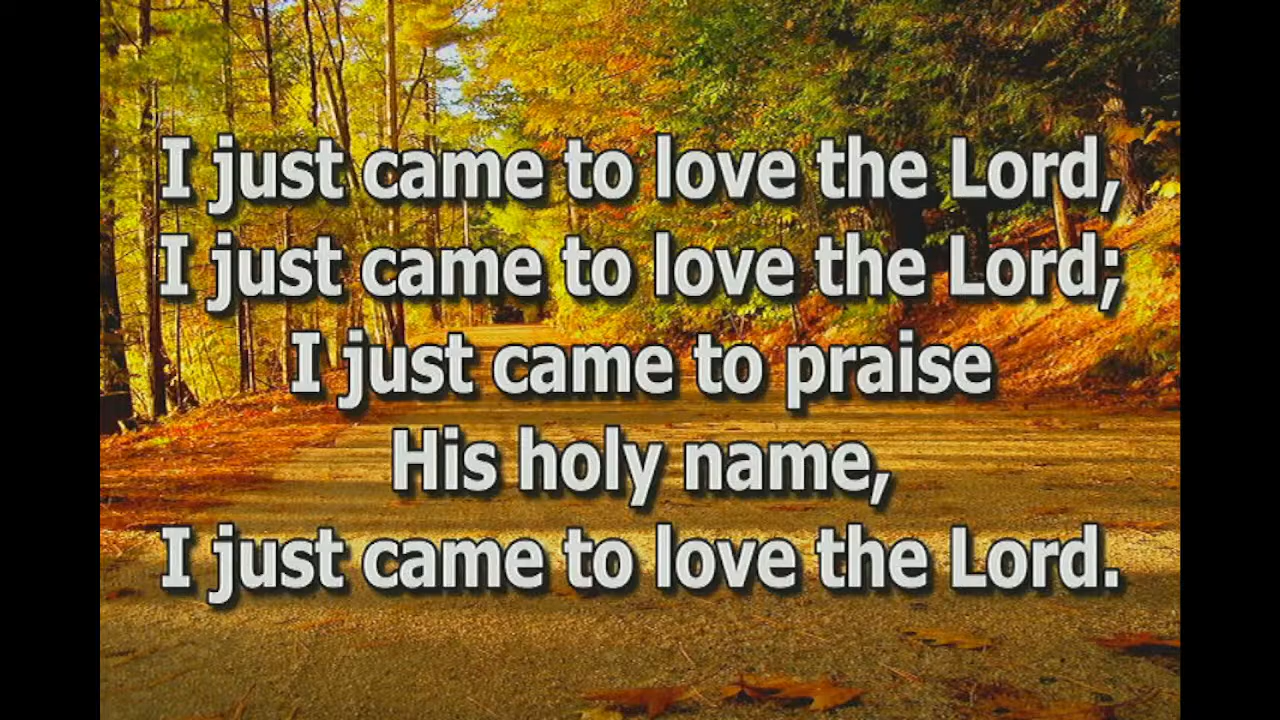 I just came to love the Lord,
I just came to love the Lord;
I just came to praise
His holy name,
I just came to love the Lord.